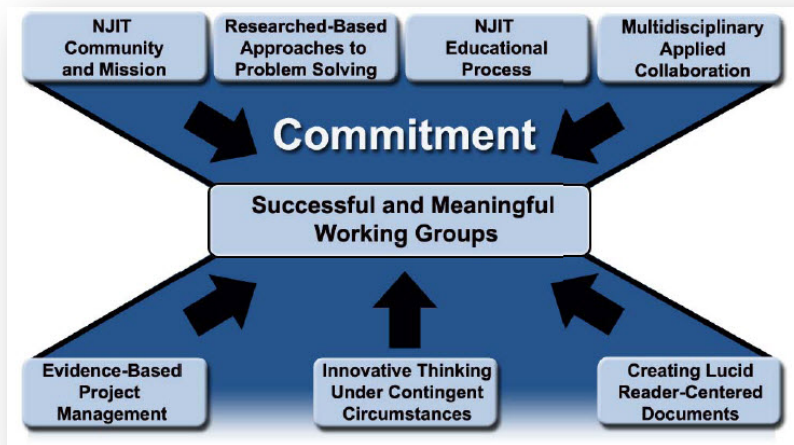 NJIT
Community
and Mission
Researched-Based
Approaches to
Problem Solving
NJIT
Educational
Process
Multidisciplinary
Applied
Collaboration
Commitment
Successful and Meaningful
Working Groups
Evidence-Based
Project
Management
Innovative Thinking
Under Contingent
Circumstances
Creating Lucid
Reader-Centered
Documents